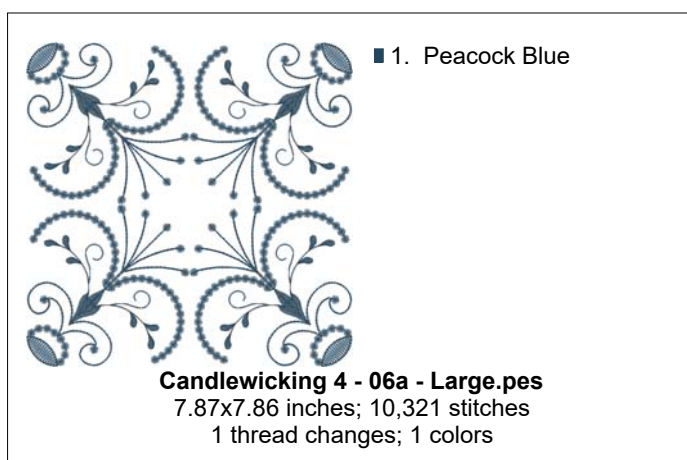 1. Peacock Blue
Candlewicking 4 - 06a - Large.pes
7.87x7.86 inches; 10,321 stitches
1 thread changes; 1 colors